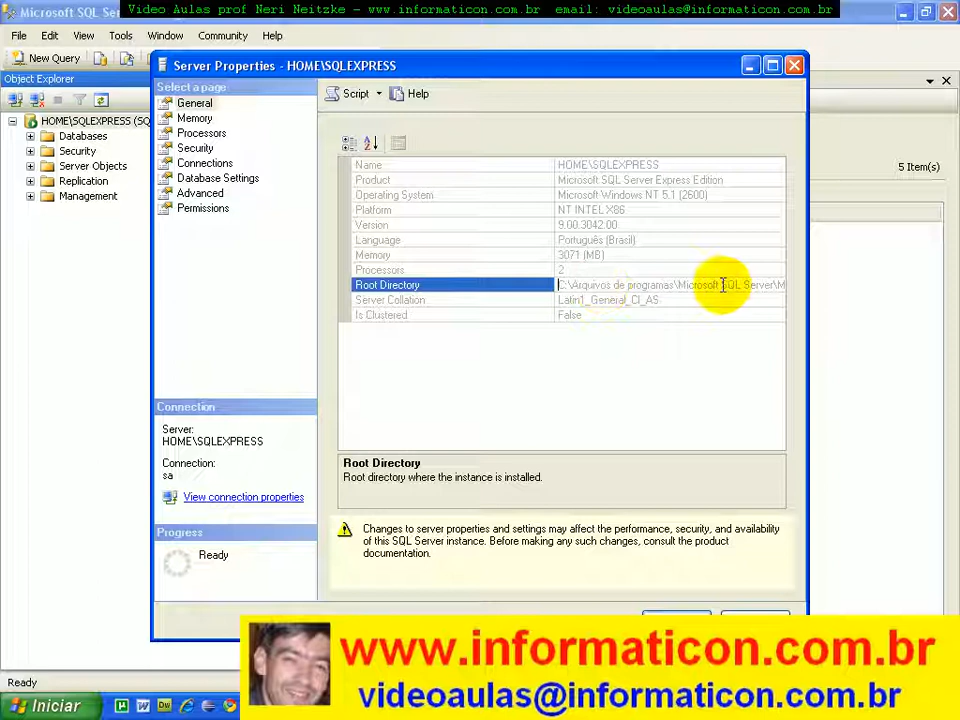 Video Aulas prof Neri Neitzke - www.informaticon.com.br email: videoaulas@informaticon.com.br
Microsoft SQL Ser
File Edit View Tools Window Community Help
New Query
Object Explorer
HOME\SQLEXPRESS (SQ
Databases
Security
Server Objects
Replication
Management
5 Item(s)
Server Properties - HOME\SQLEXPRESS
Select a page
General
Memory
Processors
Security
Connections
Database Settings
Advanced
Permissions
Script Help
Name HOME\SQLEXPRESS
Product Microsoft SQL Server Express Edition
Operating System Microsoft Windows NT 5.1 (2600)
Platform NT INTEL X86
Version 9.00.3042.00
Language Português (Brasil)
Memory 3071 (MB)
Processors 2
Root Directory C:\Arquivos de programas\Microsoft SQL Server\M
Server Collation Latin1_General_CI_AS
Is Clustered False
Connection
Server:
HOME\SQLEXPRESS
Connection:
sa
View connection properties
Progress
Ready
Root Directory
Root directory where the instance is installed.
Changes to server properties and settings may affect the performance, security, and availability
of this SQL Server instance. Before making any such changes, consult the product
documentation.
www.informaticon.com.br
videoaulas@informaticon.com.br
Ready
Iniciar